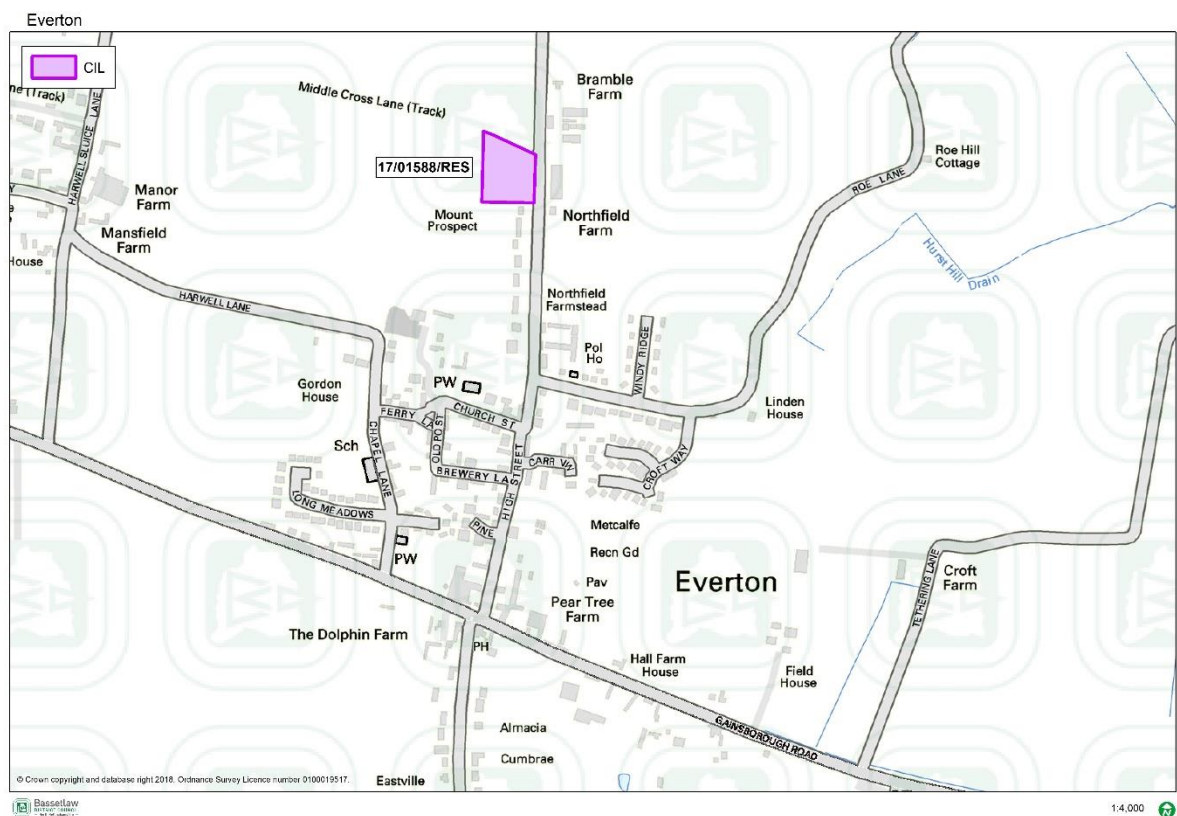 Everton
CIL
ne (Track)
HARWELL SLUICE LANE
Middle Cross Lane (Track)
Bramble
Farm
17/01588/RES
Roe Hill
Cottage
ROE LANE
Manor
Farm
Mansfield
Farm
House
Mount
Prospect
Northfield
Farm
Hurst Hill Drain
HARWELL LANE
Northfield
Farmstead
Pol
Ho
WINDY RIDGE
Gordon
House
PW
Linden
House
FERRY LA
CHURCH ST
OLD POST
Sch
CHAPEL LANE
BREWERY LA
HIGH STREET
CARR VW
CROFT WAY
LONG MEADOWS
PINE
Metcalfe
Recn Gd
PW
Pav
Everton
Pear Tree
Farm
TETHERING LANE
Croft
Farm
The Dolphin Farm
PH
Hall Farm
House
Field
House
GAINSBOROUGH ROAD
Almacia
Cumbrae
Eastville
© Crown copyright and database right 2018. Ordnance Survey Licence number 0100019517.
Bassetlaw
DISTRICT COUNCIL
1:4,000